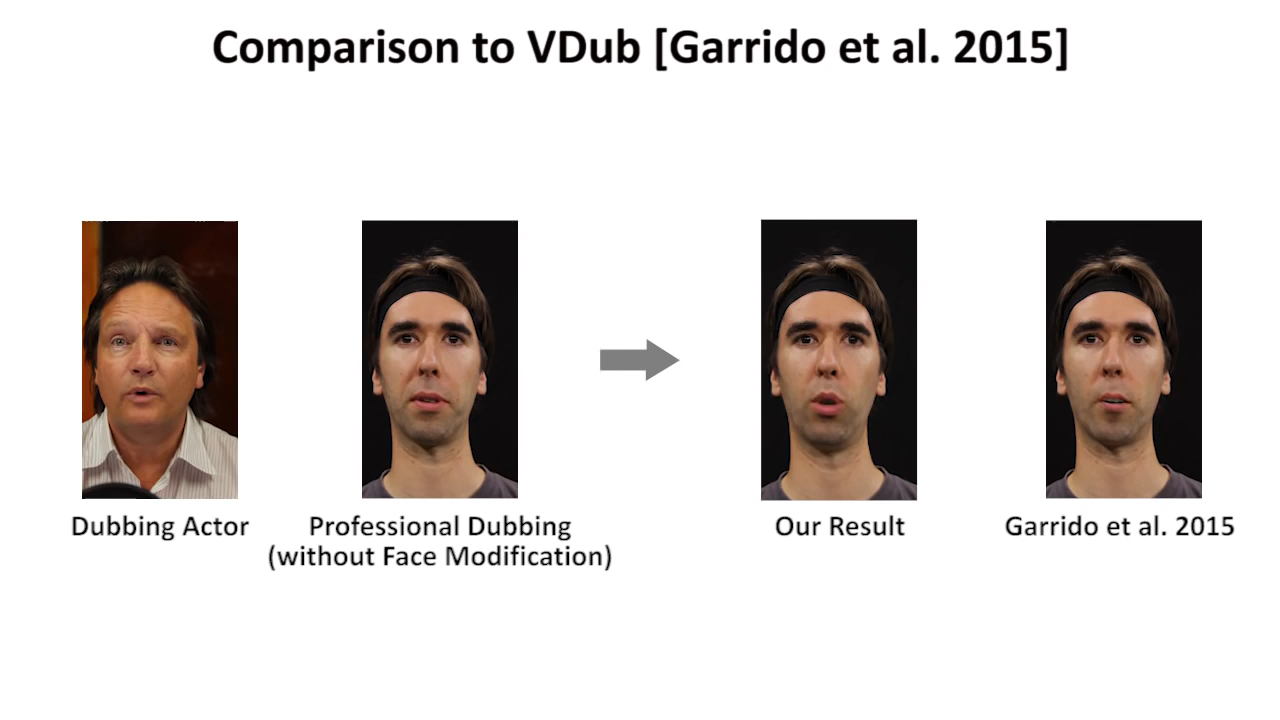 Comparison to VDub [Garrido et al. 2015]
Dubbing Actor
Professional Dubbing
(without Face Modification)
Our Result
Garrido et al. 2015